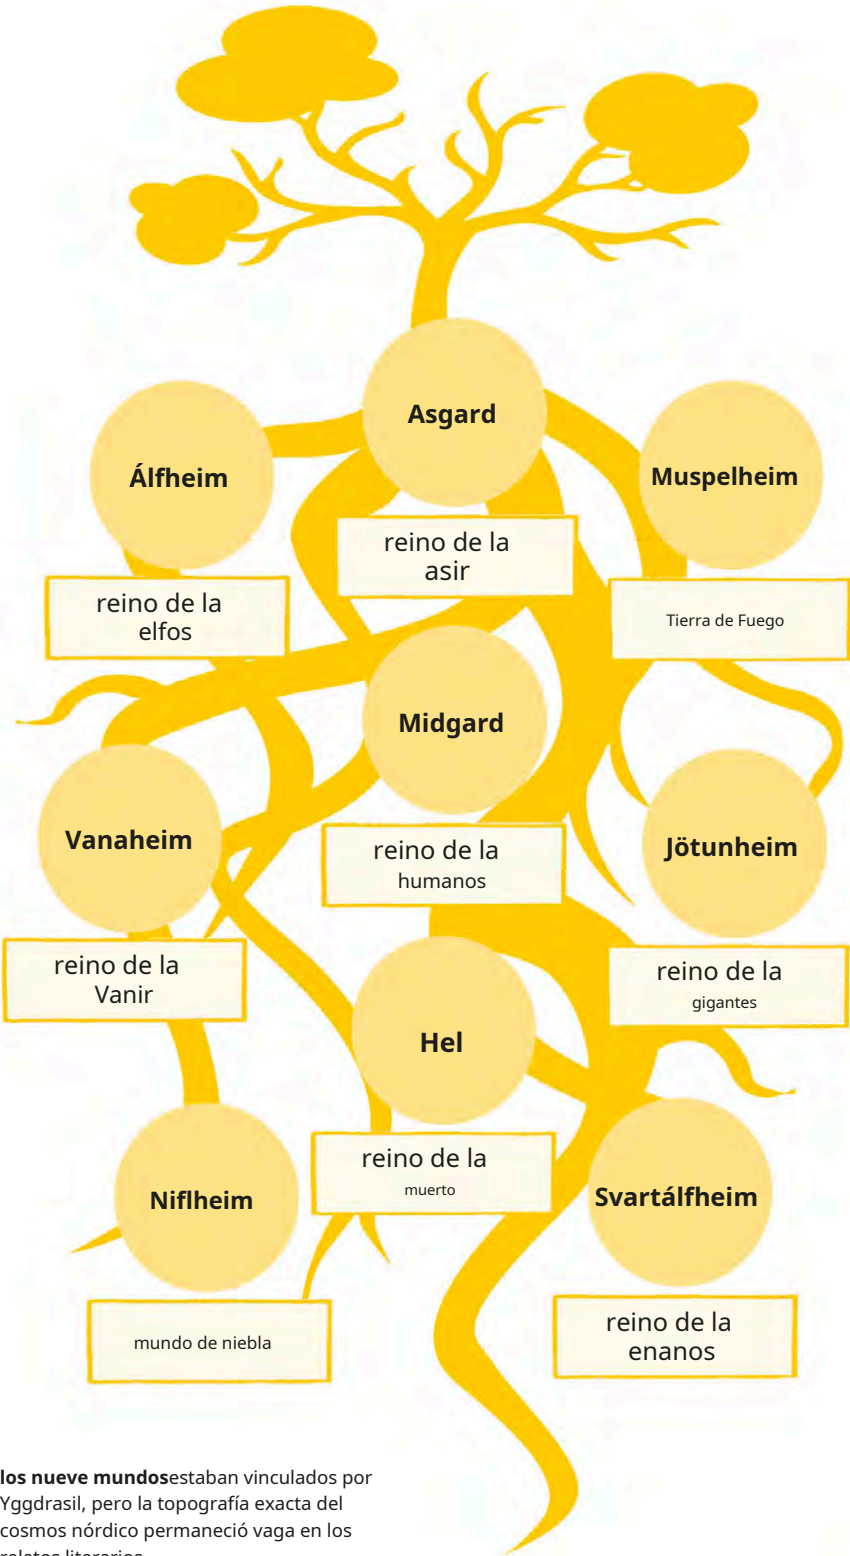 Asgard
Álfheim
Muspelheim
reino de la
asir
reino de la
elfos
Tierra de Fuego
Midgard
Vanaheim
Jötunheim
reino de la
humanos
reino de la
Vanir
reino de la
gigantes
Hel
reino de la
muerto
Niflheim
Svartálfheim
mundo de niebla
reino de la
enanos
los nueve mundosestaban vinculados por
Yggdrasil, pero la topografía exacta del
cosmos nórdico permaneció vaga en los
relatos literarios